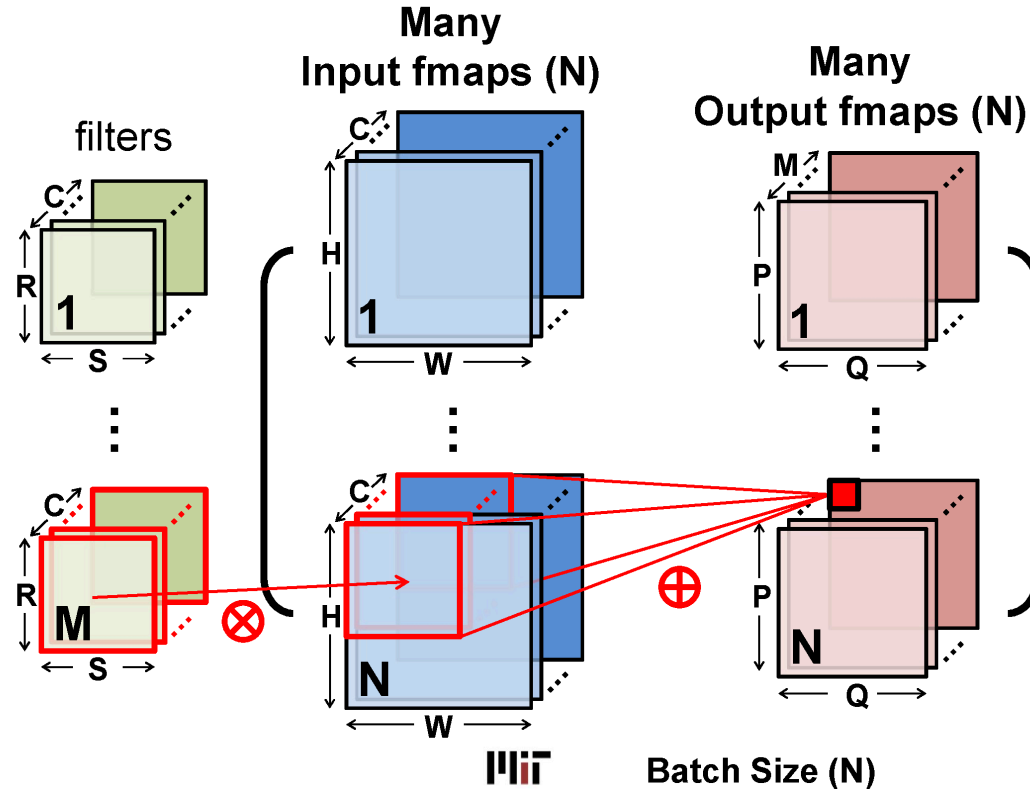 Many
Input fmaps (N)
Many
Output fmaps (N)
filters
C
C
M
R
H
P
1
1
1
S
W
Q
C
C
R
H
P
M
N
N
S
W
Q
MiT
Batch Size (N)